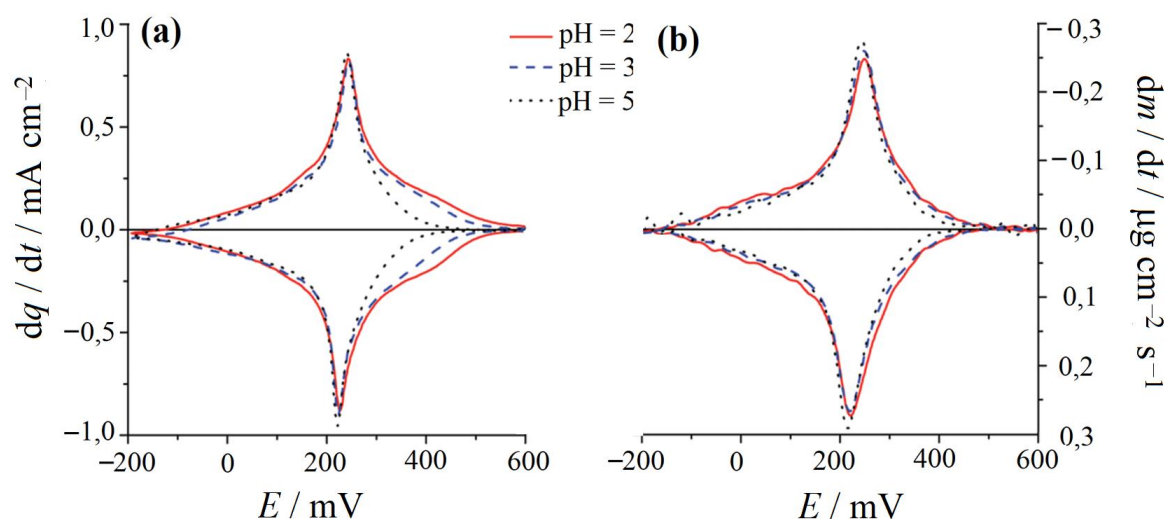 (a)
dq / dt / mA cm−2
1,0
0,5
0,0
−0,5
−1,0
−200
0
200
400
600
E / mV
pH = 2
pH = 3
pH = 5
(b)
−0,3
−0,2
−0,1
0,0
0,1
0,2
0,3
dm / dt / µg cm−2 s−1
−200
0
200
400
600
E / mV